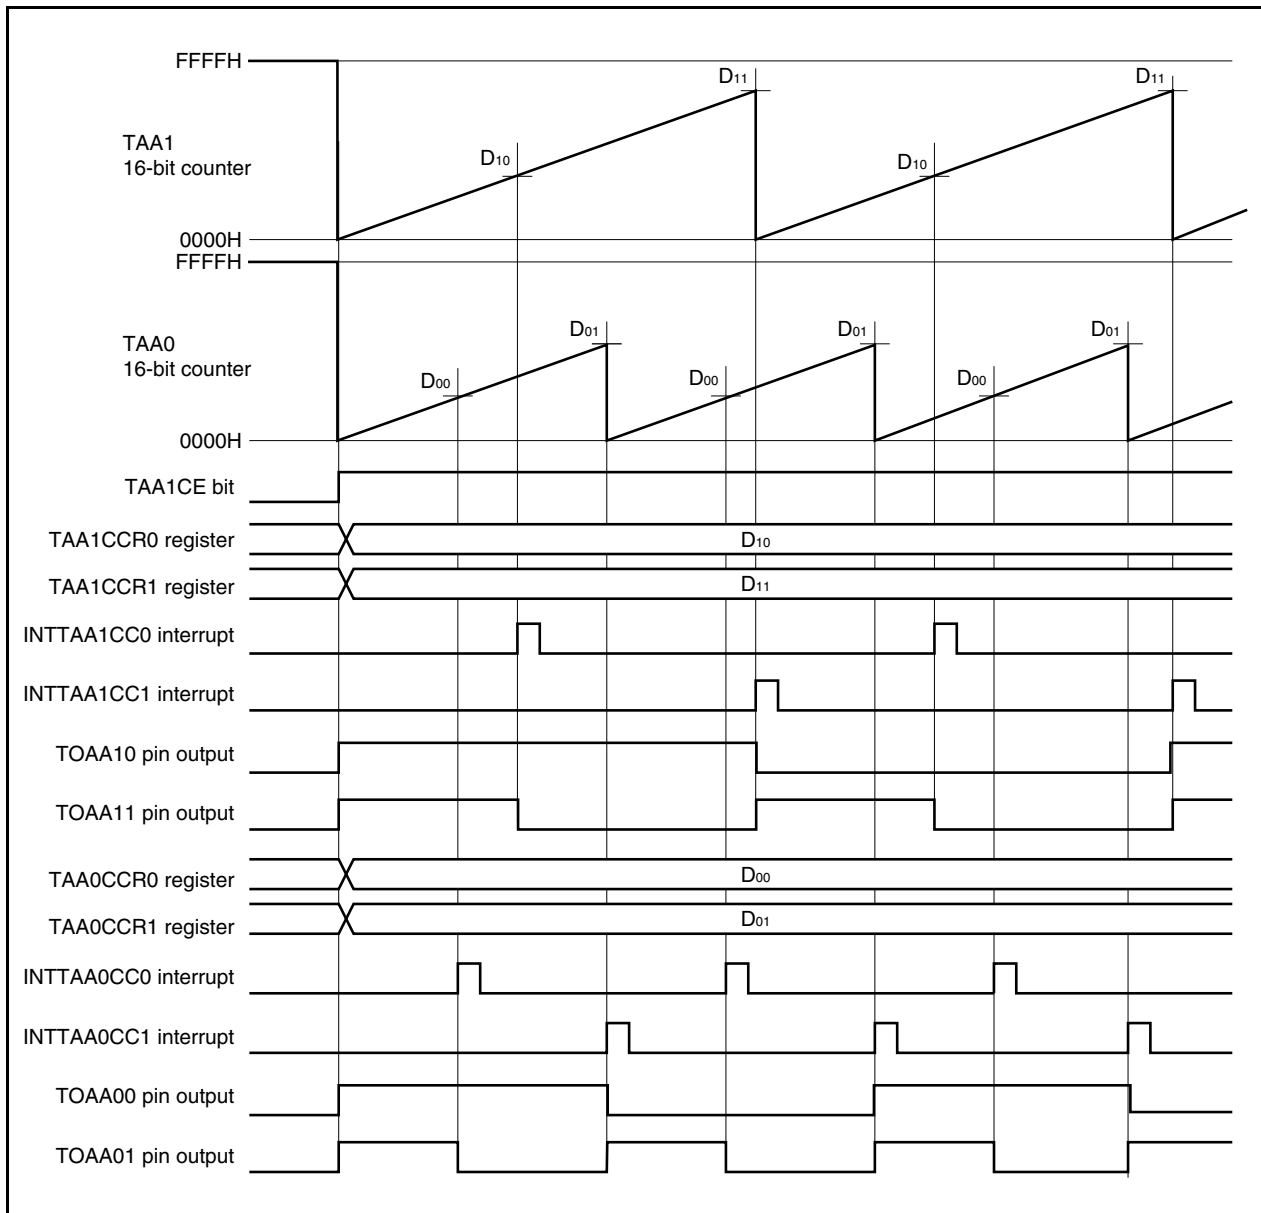 FFFFH
D11
D11
TAA1
16-bit counter
D10
D10
0000H
FFFFH
D01
D01
D01
TAA0
16-bit counter
D00
D00
D00
0000H
TAA1CE bit
TAA1CCR0 register
D10
TAA1CCR1 register
D11
INTTAA1CC0 interrupt
INTTAA1CC1 interrupt
TOAA10 pin output
TOAA11 pin output
TAA0CCR0 register
D00
TAA0CCR1 register
D01
INTTAA0CC0 interrupt
INTTAA0CC1 interrupt
TOAA00 pin output
TOAA01 pin output